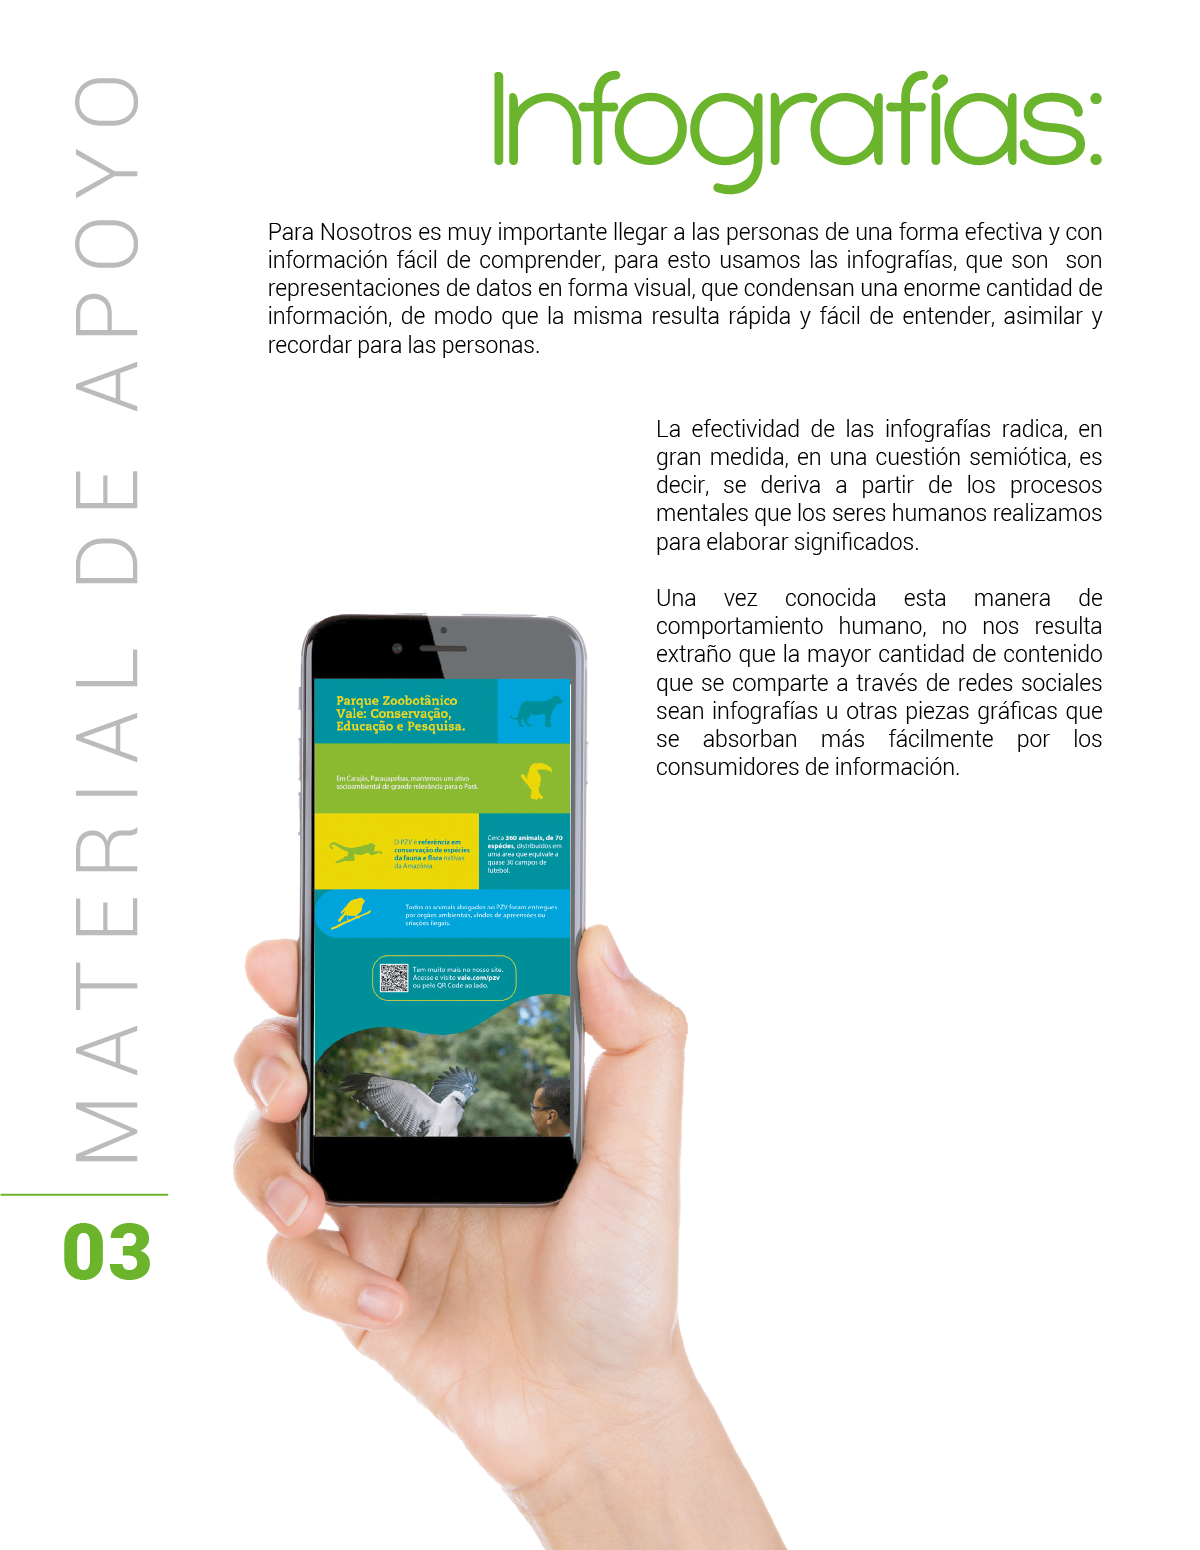 Infografías:
Para Nosotros es muy importante llegar a las personas de una forma efectiva y con
información fácil de comprender, para esto usamos las infografías, que son  son
representaciones de datos en forma visual, que condensan una enorme cantidad de
información, de modo que la misma resulta rápida y fácil de entender, asimilar y
recordar para las personas.
La efectividad de las infografías radica, en
gran medida, en una cuestión semiótica, es
decir, se deriva a partir de los procesos
mentales que los seres humanos realizamos
para elaborar significados.
Una vez conocida esta manera de
comportamiento humano, no nos resulta
extraño que la mayor cantidad de contenido
que se comparte a través de redes sociales
sean infografías u otras piezas gráficas que
se absorban más fácilmente por los
consumidores de información.
Parque Zoobotânico
Vale: Conservação,
Educação e Pesquisa.
Em Carajás, Parauapebas, mantemos um ativo
socioambiental de grande relevância para o Pará.
O PZV é referência em
conservação de espécies
da fauna e flora nativas
da Amazônia.
Cerca 360 animais, de 70
espécies, distribuídos em
uma área que equivale a
quase 30 campos de
futebol.
Todos os animais abrigados no PZV foram entregues
por órgãos ambientais, vindos de apreensões ou
criações ilegais.
Tem muito mais no nosso site.
Acesse e visite vale.com/pzv
ou pelo QR Code ao lado.
MATERIAL DE APOYO
03